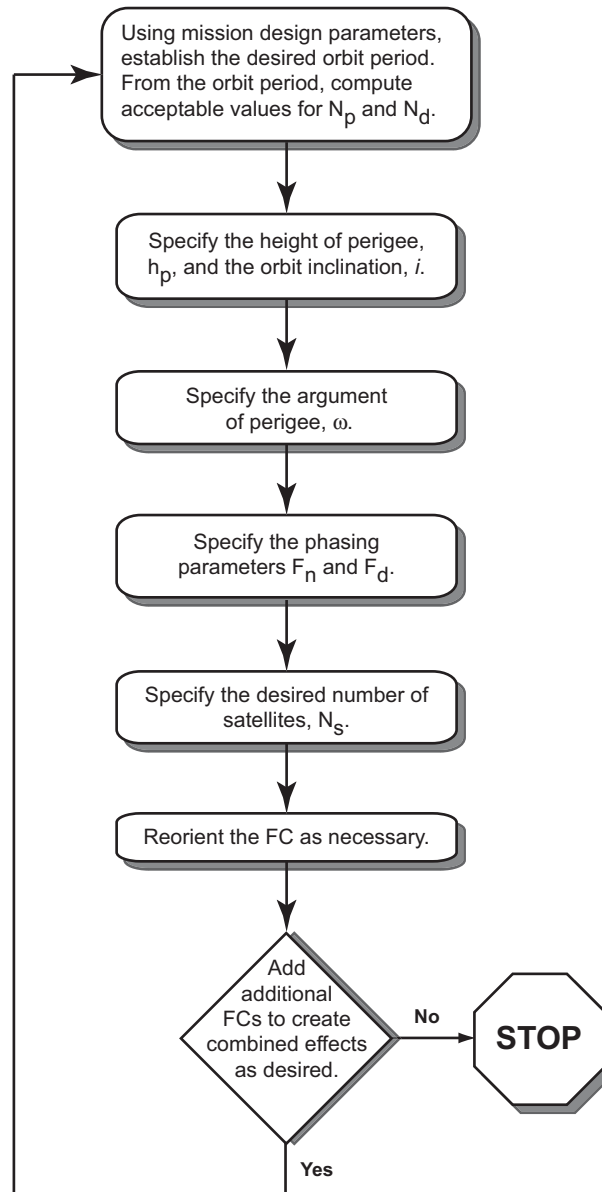 Using mission design parameters,
establish the desired orbit period.
From the orbit period, compute
acceptable values for Np and Nd.
Specify the height of perigee,
hp, and the orbit inclination, i.
Specify the argument
of perigee, ω.
Specify the phasing
parameters Fn and Fd.
Specify the desired number of
satellites, Ns.
Reorient the FC as necessary.
Add
additional
FCs to create
combined effects
as desired.
No
STOP
Yes